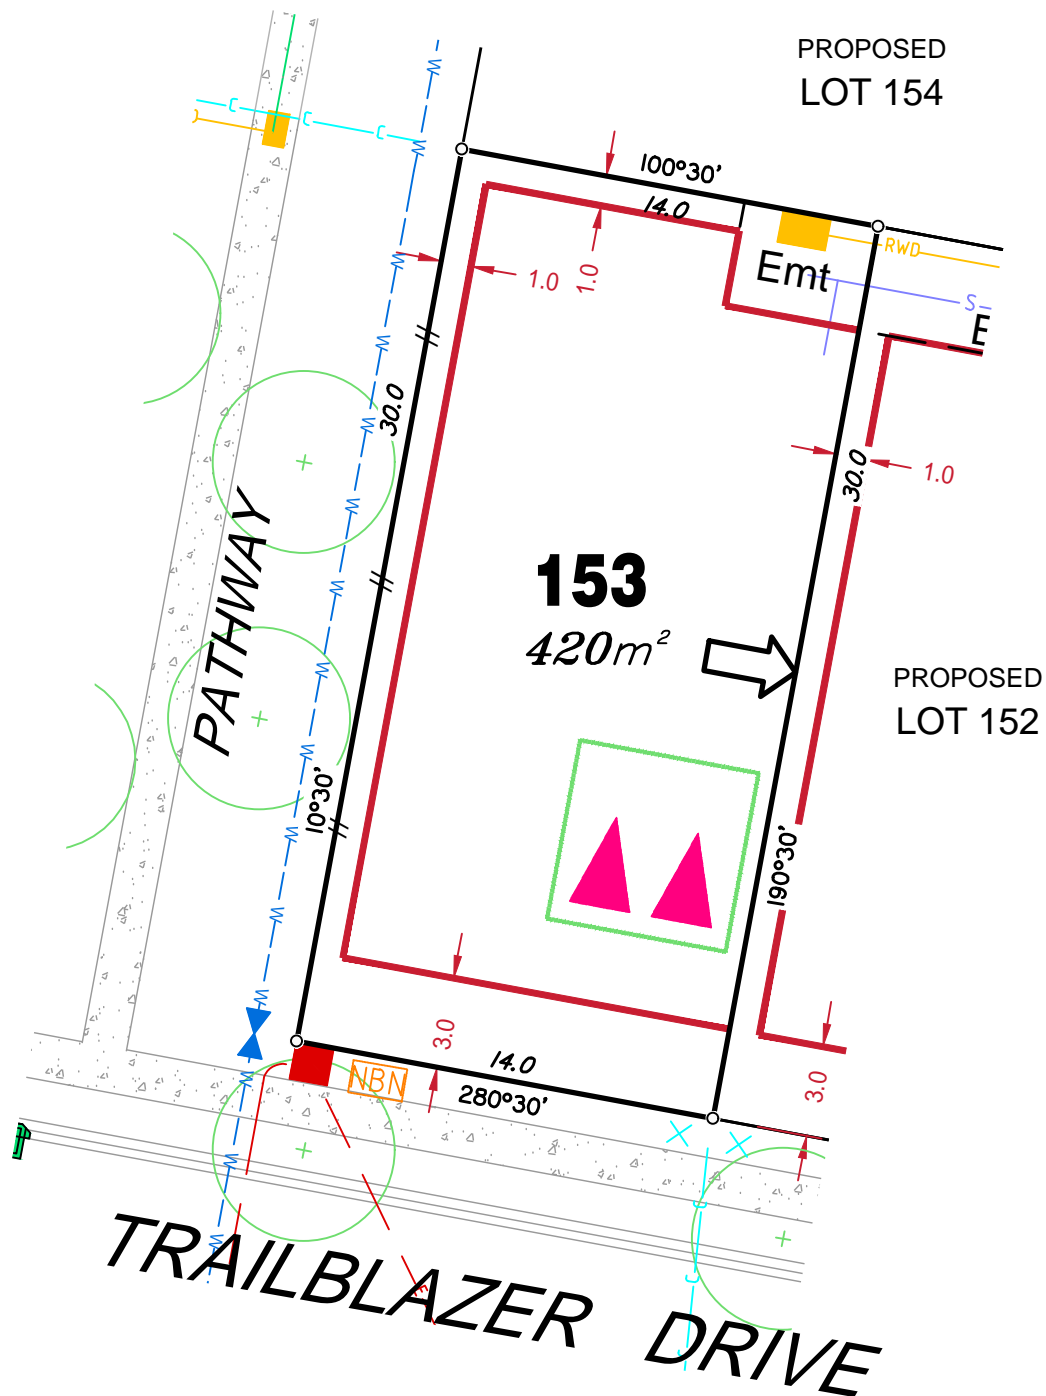 PROPOSED
LOT 154
C
C
C
W
W
100°30'
14.0
RWD
Emt
S
E
1.0
1.0
W
W
30.0
W
30.0
1.0
W
PATHWAY
153
420m²
W
W
PROPOSED
LOT 152
W
10°30'
W
190°30'
W
W
3.0
14.0
NBN
280°30'
3.0
W
W
C
W
C
E
TRAILBLAZER DRIVE